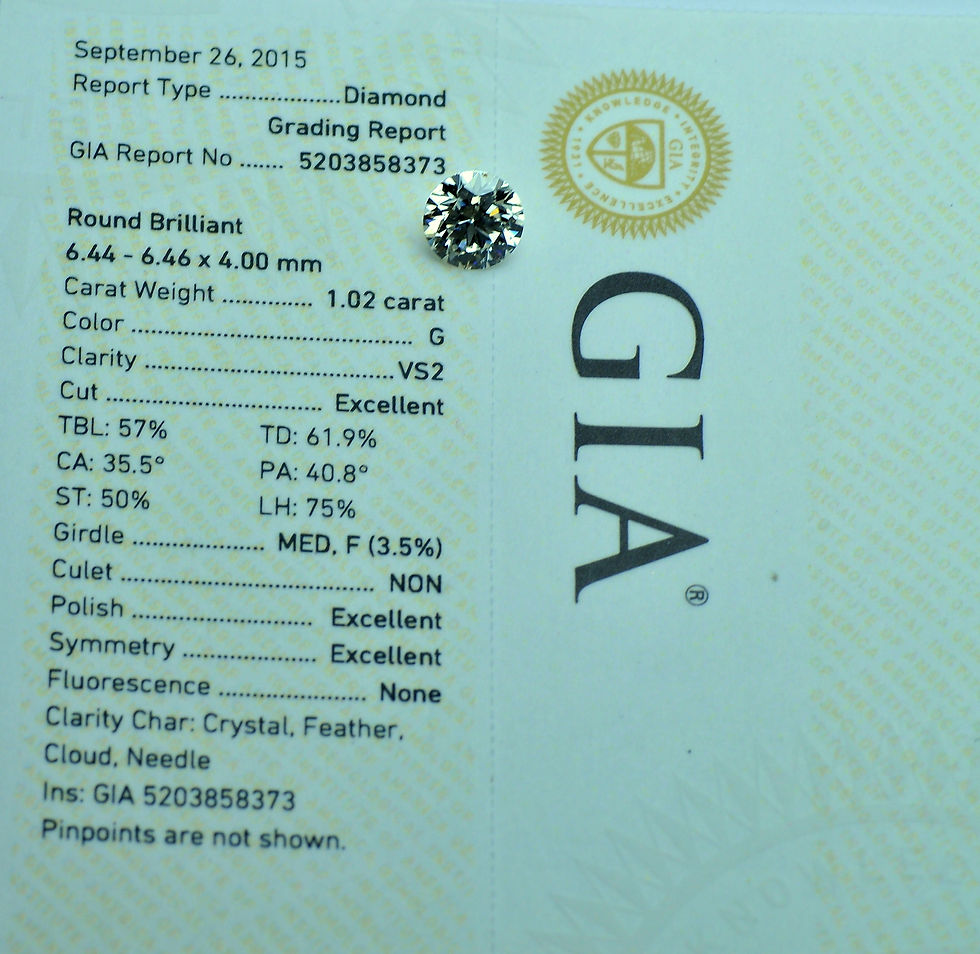 September 26, 2015
Report Type ....................Diamond
Grading Report
GIA Report No ....... 5203858373
Round Brilliant
6.44 - 6.46 x 4.00 mm
Carat Weight .............. 1.02 carat
Color ........................................... G
Clarity ......................................VS2
Cut ................................. Excellent
TBL: 57% TD: 61.9%
CA: 35.5° PA: 40.8°
ST: 50% LH: 75%
Girdle .................... MED, F (3.5%)
Culet ....................................... NON
Polish ........................... Excellent
Symmetry .................... Excellent
Fluorescence ...................... None
Clarity Char: Crystal, Feather,
Cloud, Needle
Ins: GIA 5203858373
Pinpoints are not shown.
KNOWLEDGE • INTEGRITY • EXCELLENCE • 1931 •
GIA
GIA®